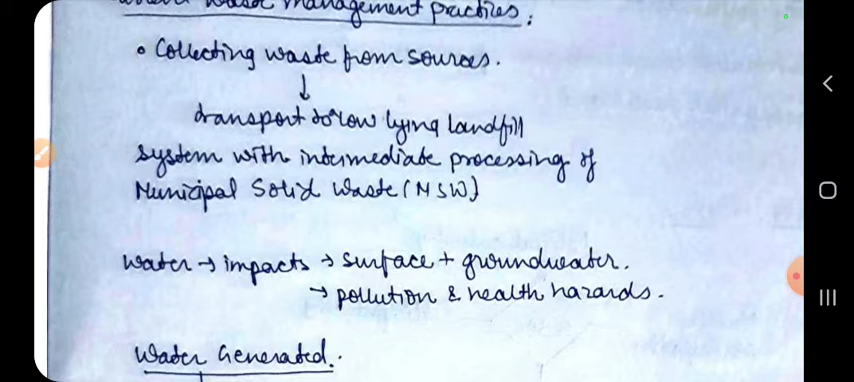 waste management practices :
• Collecting waste from sources.
↓
transport to low lying landfill
system with intermediate processing of
Municipal Solid Waste (MSW)
Water → impacts → surface + groundwater.
→ pollution & health hazards.
Water Generated.